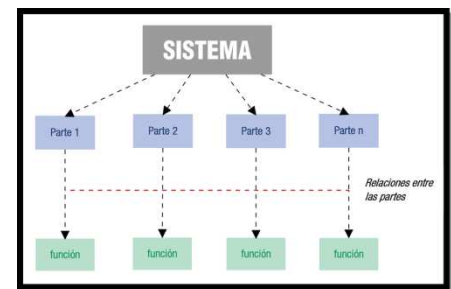 SISTEMA
Parte 1
Parte 2
Parte 3
Parte n
Relaciones entre
las partes
función
función
función
función